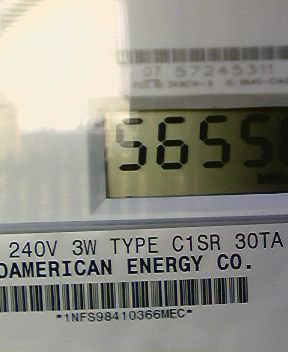 07 57245311
5655
240V 3W TYPE C1SR 30TA
DAMERICAN ENERGY CO.
*1NFS98410366MEC*